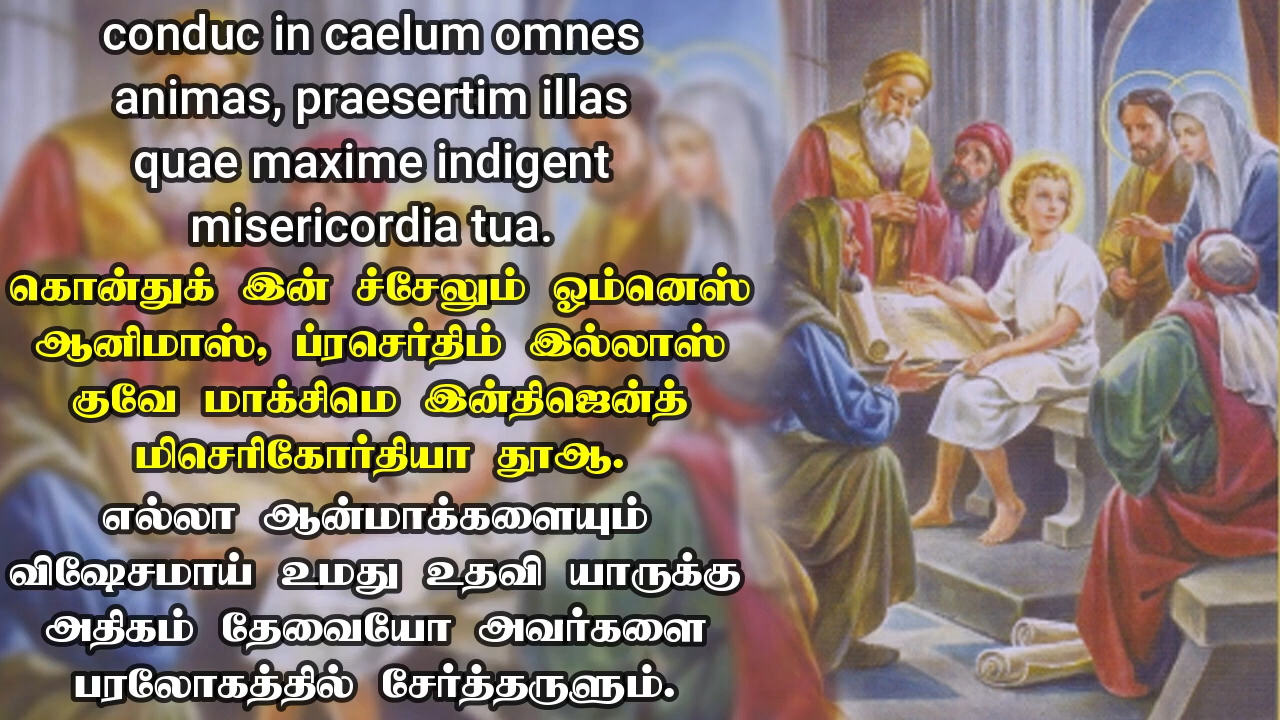 conduc in caelum omnes
animas, praesertim illas
quae maxime indigent
misericordia tua.
கொன்துக் இன் ச்சேலும் ஓம்னெஸ்
ஆனிமாஸ், ப்ரசெர்திம் இல்லாஸ்
குவே மாக்சிமெ இன்திஜென்த்
மிசெரிகோர்தியா தூஆ.
எல்லா ஆன்மாக்களையும்
விஷேசமாய் உமது உதவி யாருக்கு
அதிகம் தேவையோ அவர்களை
பரலோகத்தில் சேர்த்தருளும்.